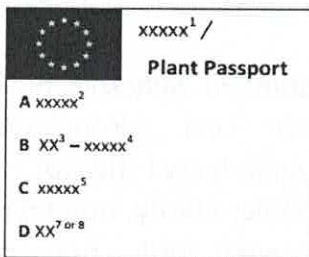 xxxxx¹ /
Plant Passport
A xxxxx²
B XX³ – xxxxx⁴
C xxxxx⁵
D XX⁷ ᵒʳ ⁸